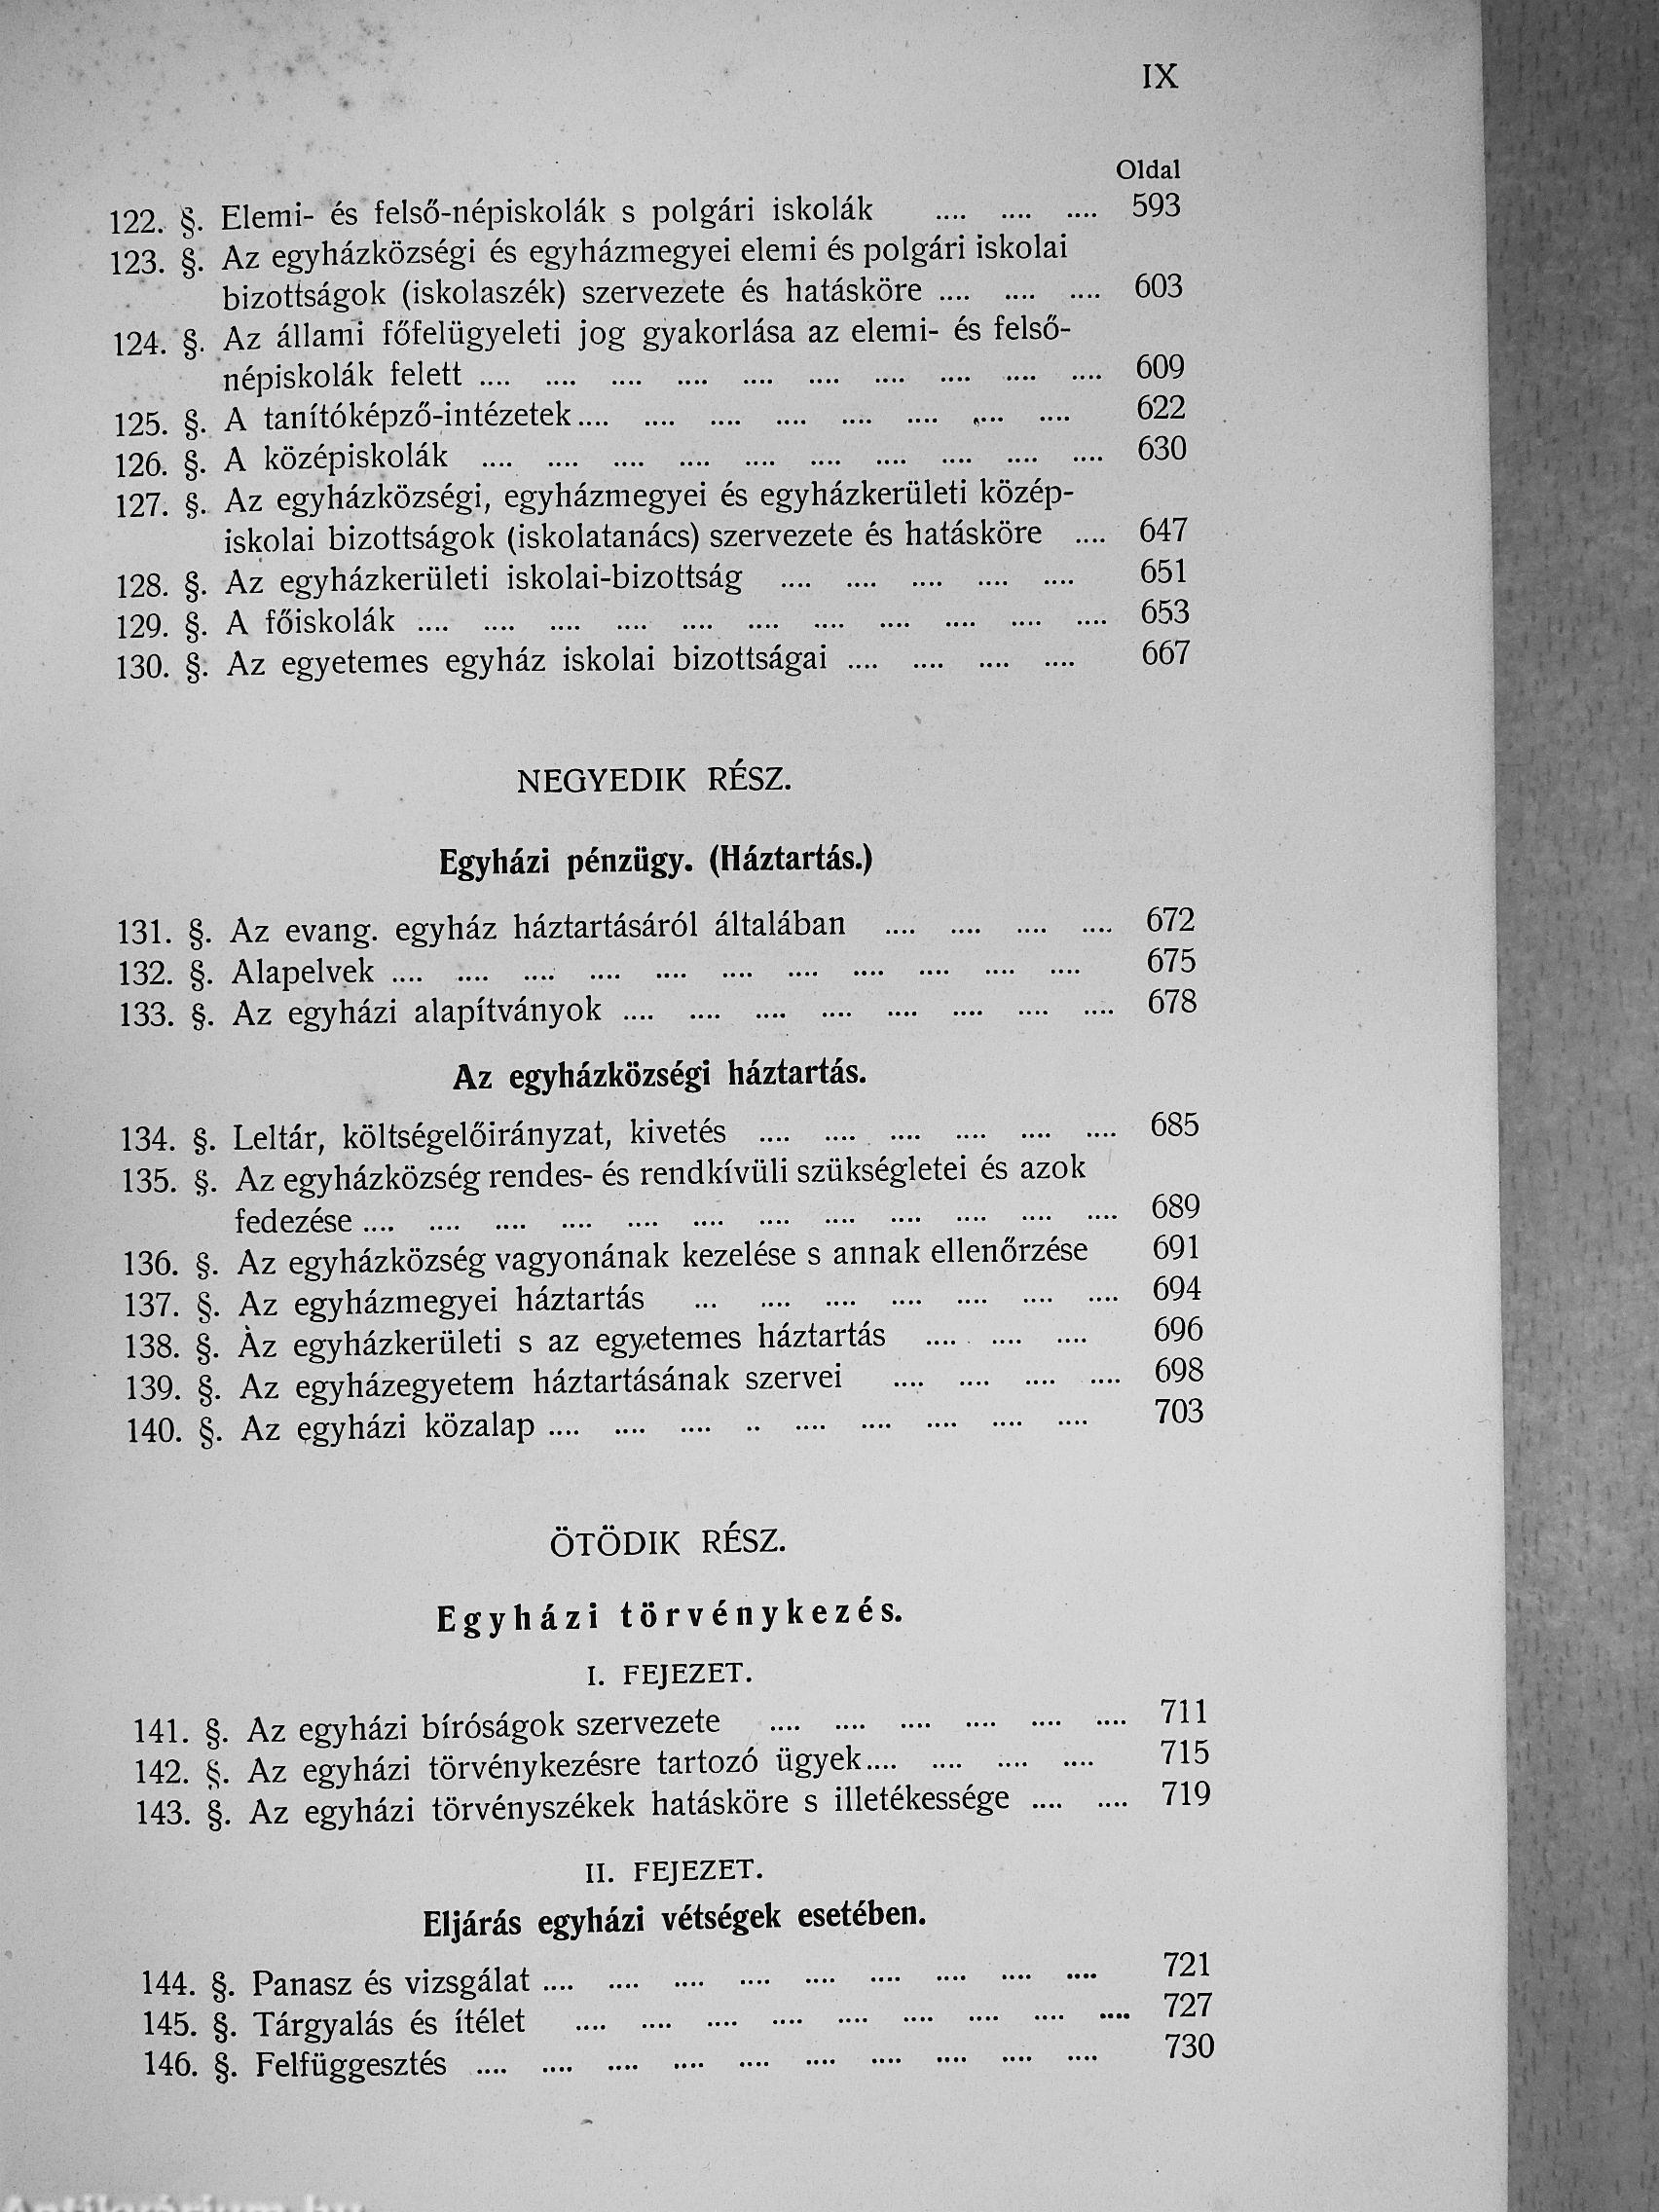 IX
Oldal
122. §. Elemi- és felső-népiskolák s polgári iskolák .... .... .... 593
123. §. Az egyházközségi és egyházmegyei elemi és polgári iskolai
bizottságok (iskolaszék) szervezete és hatásköre .... .... .... 603
124. §. Az állami főfelügyeleti jog gyakorlása az elemi- és felső-
népiskolák felett .... .... .... .... .... .... .... .... .... .... 609
125. §. A tanítóképző-intézetek .... .... .... .... .... .... .... .... 622
126. §. A középiskolák .... .... .... .... .... .... .... .... .... .... 630
127. §. Az egyházközségi, egyházmegyei és egyházkerületi közép-
iskolai bizottságok (iskolatanács) szervezete és hatásköre .... 647
128. §. Az egyházkerületi iskolai-bizottság .... .... .... .... .... 651
129. §. A főiskolák .... .... .... .... .... .... .... .... .... .... .... 653
130. §. Az egyetemes egyház iskolai bizottságai .... .... .... .... 667
NEGYEDIK RÉSZ.
Egyházi pénzügy. (Háztartás.)
131. §. Az evang. egyház háztartásáról általában .... .... .... .... 672
132. §. Alapelvek .... .... .... .... .... .... .... .... .... .... .... 675
133. §. Az egyházi alapítványok .... .... .... .... .... .... .... .... 678
Az egyházközségi háztartás.
134. §. Leltár, költségelőirányzat, kivetés .... .... .... .... .... .... 685
135. §. Az egyházközség rendes- és rendkívüli szükségletei és azok
fedezése .... .... .... .... .... .... .... .... .... .... .... .... 689
136. §. Az egyházközség vagyonának kezelése s annak ellenőrzése 691
137. §. Az egyházmegyei háztartás ... .... .... .... .... .... .... 694
138. §. Az egyházkerületi s az egyetemes háztartás .... .... .... 696
139. §. Az egyházegyetem háztartásának szervei .... .... .... .... 698
140. §. Az egyházi közalap .... .... .... .. .... .... .... .... .... 703
ÖTÖDIK RÉSZ.
Egyházi törvénykezés.
I. FEJEZET.
141. §. Az egyházi bíróságok szervezete .... .... .... .... .... .... 711
142. §. Az egyházi törvénykezésre tartozó ügyek .... .... .... .... 715
143. §. Az egyházi törvényszékek hatásköre s illetékessége .... .... 719
II. FEJEZET.
Eljárás egyházi vétségek esetében.
144. §. Panasz és vizsgálat .... .... .... .... .... .... .... .... .... 721
145. §. Tárgyalás és ítélet .... .... .... .... .... .... .... .... .... 727
146. §. Felfüggesztés .... .... .... .... .... .... .... .... .... .... 730